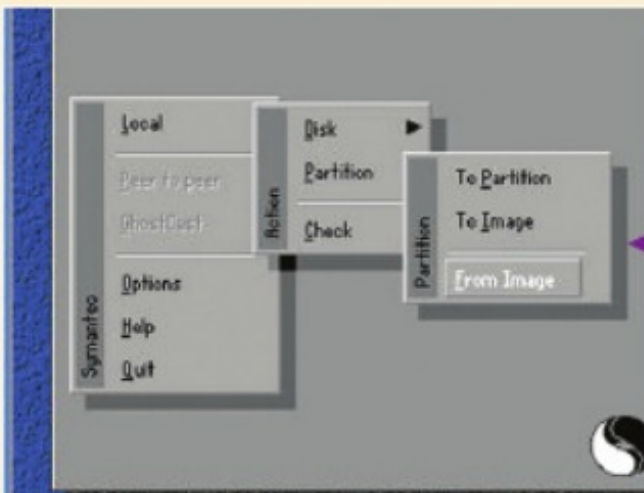 Symantec
Local
Peer to peer
GhostCast
Options
Help
Quit
Action
Disk
Partition
Check
Partition
To Partition
To Image
From Image